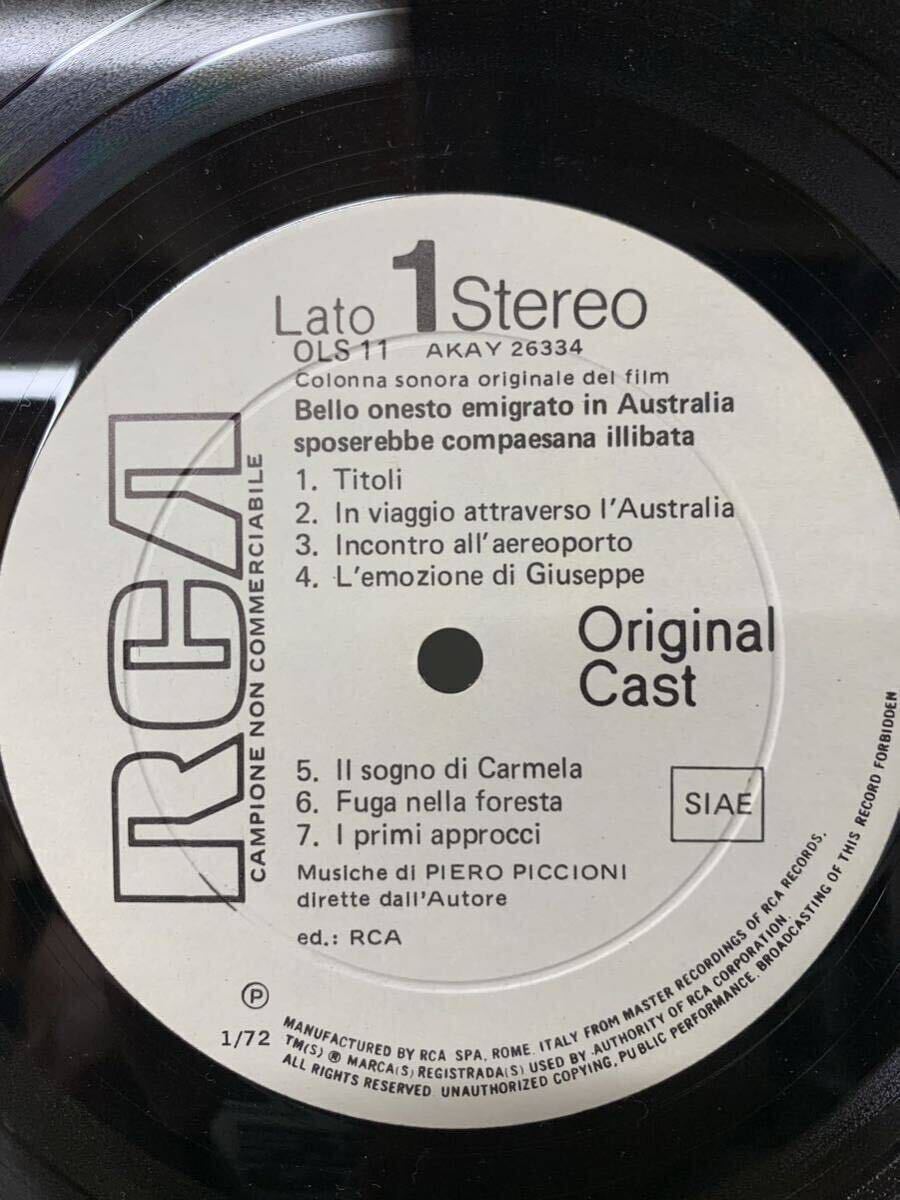 Lato 1 Stereo
OLS 11 AKAY 26334
Colonna sonora originale del film
Bello onesto emigrato in Australia
sposerebbe compaesana illibata
1. Titoli
2. In viaggio attraverso l'Australia
3. Incontro all'aereoporto
4. L'emozione di Giuseppe
RCA
CAMPIONE NON COMMERCIABILE
Original
Cast
5. Il sogno di Carmela
6. Fuga nella foresta
7. I primi approcci
SIAE
Musiche di PIERO PICCIONI
dirette dall'Autore
ed.: RCA
Ⓟ
1/72
MANUFACTURED BY RCA SPA, ROME. ITALY FROM MASTER RECORDINGS OF RCA RECORDS.
TM(S) ® MARCA(S) REGISTRADA(S) USED BY AUTHORITY OF RCA CORPORATION.
ALL RIGHTS RESERVED. UNAUTHORIZED COPYING, PUBLIC PERFORMANCE. BROADCASTING OF THIS RECORD FORBIDDEN